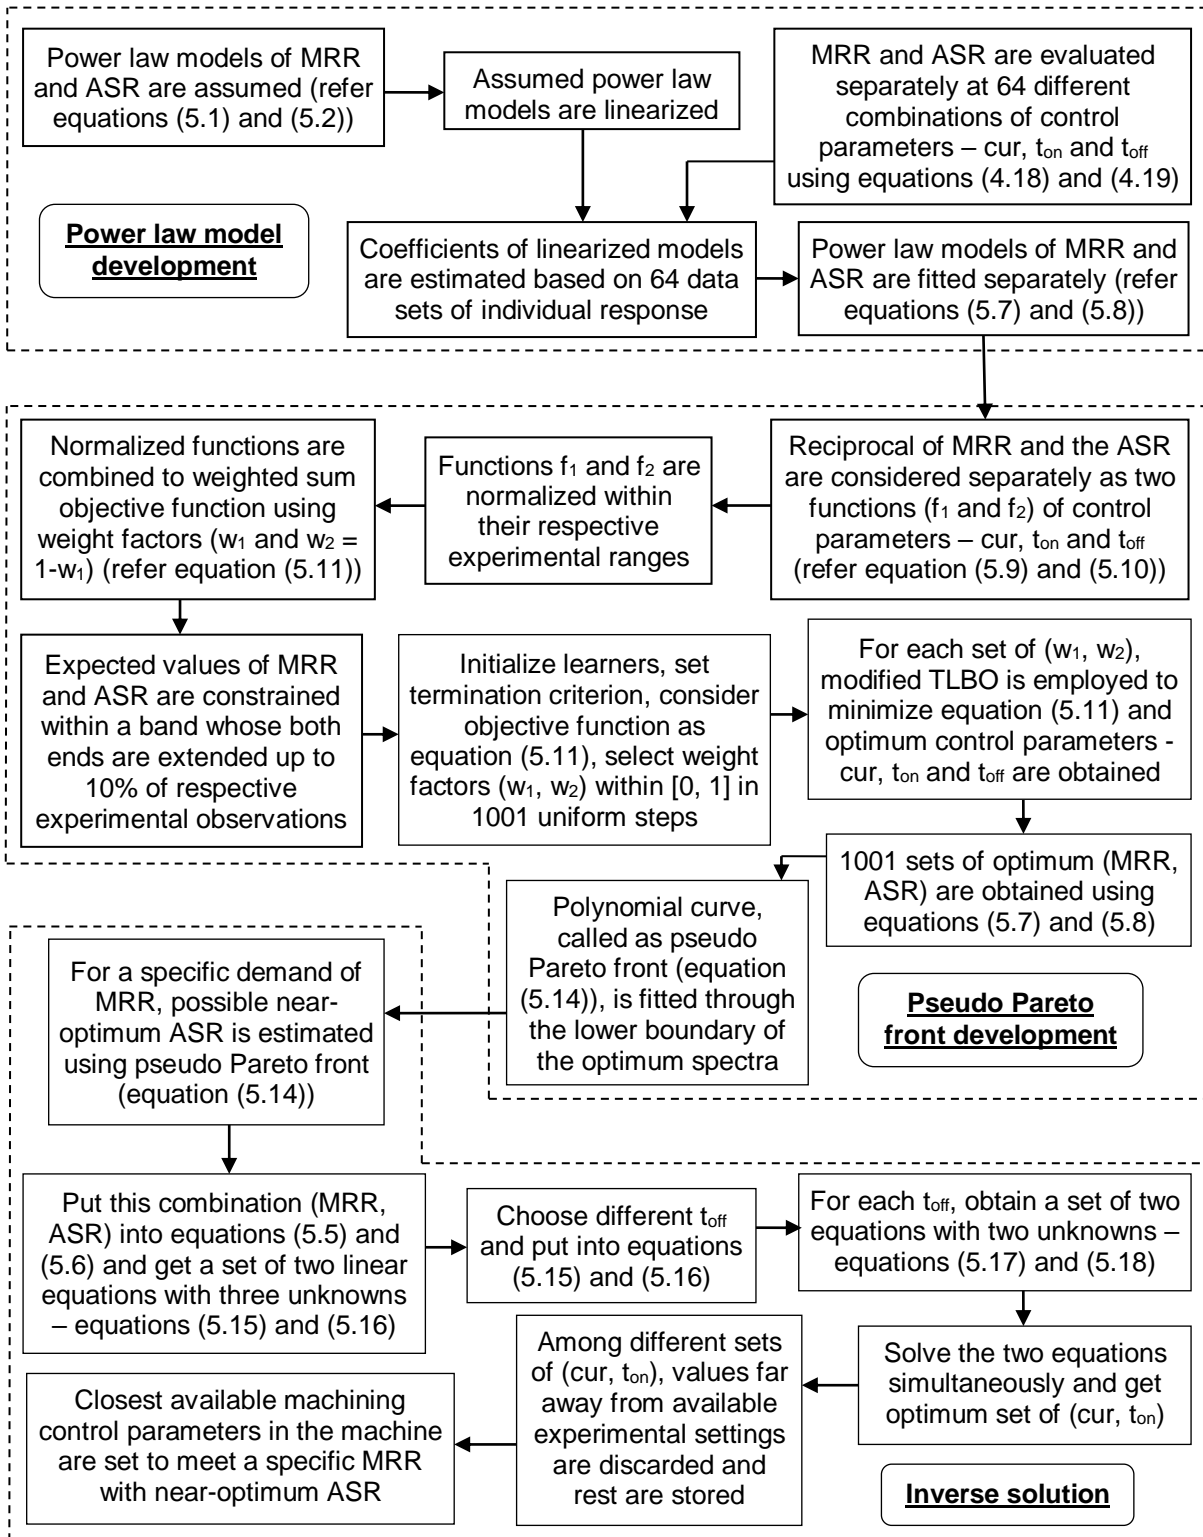 Power law models of MRR
and ASR are assumed (refer
equations (5.1) and (5.2))
Assumed power law
models are linearized
MRR and ASR are evaluated
separately at 64 different
combinations of control
parameters – cur, ton and toff
using equations (4.18) and (4.19)
Power law model
development
Coefficients of linearized models
are estimated based on 64 data
sets of individual response
Power law models of MRR and
ASR are fitted separately (refer
equations (5.7) and (5.8))
Reciprocal of MRR and the ASR
are considered separately as two
functions (f1 and f2) of control
parameters – cur, ton and toff
(refer equation (5.9) and (5.10))
Functions f1 and f2 are
normalized within
their respective
experimental ranges
Normalized functions are
combined to weighted sum
objective function using
weight factors (w1 and w2 =
1-w1) (refer equation (5.11))
Expected values of MRR
and ASR are constrained
within a band whose both
ends are extended up to
10% of respective
experimental observations
Initialize learners, set
termination criterion, consider
objective function as
equation (5.11), select weight
factors (w1, w2) within [0, 1] in
1001 uniform steps
For each set of (w1, w2),
modified TLBO is employed to
minimize equation (5.11) and
optimum control parameters -
cur, ton and toff are obtained
1001 sets of optimum (MRR,
ASR) are obtained using
equations (5.7) and (5.8)
Polynomial curve,
called as pseudo
Pareto front (equation
(5.14)), is fitted through
the lower boundary of
the optimum spectra
Pseudo Pareto
front development
For a specific demand of
MRR, possible near-
optimum ASR is estimated
using pseudo Pareto front
(equation (5.14))
Put this combination (MRR,
ASR) into equations (5.5) and
(5.6) and get a set of two linear
equations with three unknowns
– equations (5.15) and (5.16)
Choose different toff
and put into equations
(5.15) and (5.16)
For each toff, obtain a set of two
equations with two unknowns –
equations (5.17) and (5.18)
Solve the two equations
simultaneously and get
optimum set of (cur, ton)
Among different sets
of (cur, ton), values far
away from available
experimental settings
are discarded and
rest are stored
Closest available machining
control parameters in the machine
are set to meet a specific MRR
with near-optimum ASR
Inverse solution